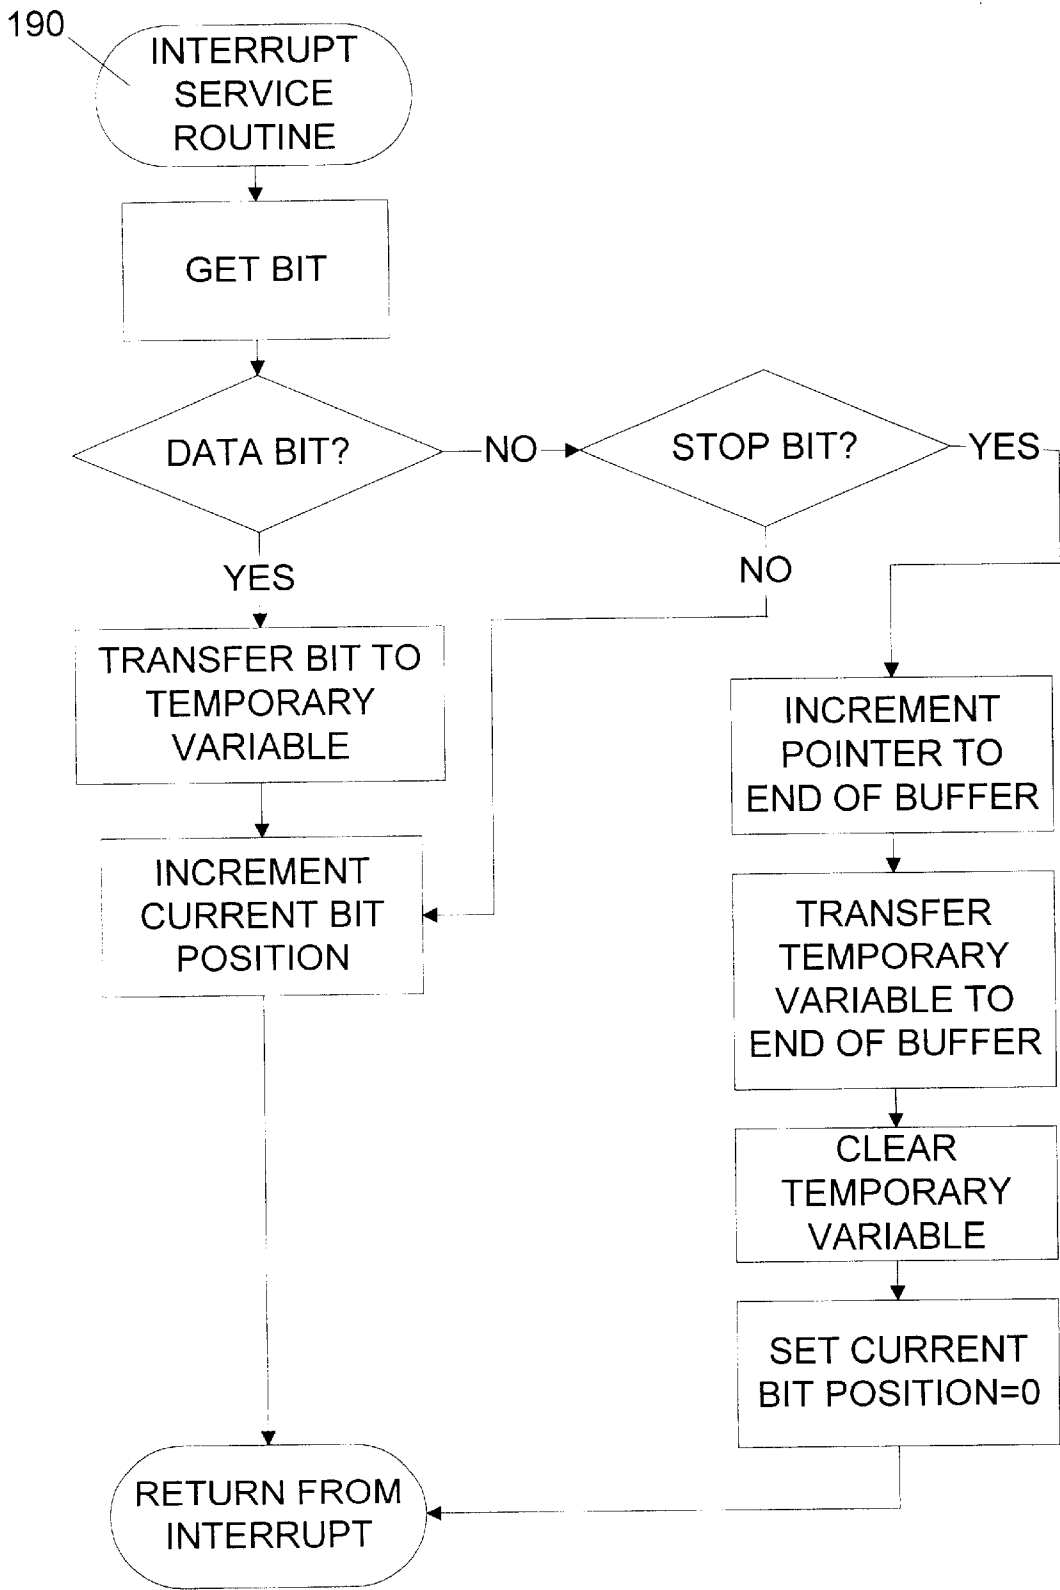 190
INTERRUPT
SERVICE
ROUTINE
GET BIT
DATA BIT?
NO
STOP BIT?
YES
YES
NO
TRANSFER BIT TO
TEMPORARY
VARIABLE
INCREMENT
POINTER TO
END OF BUFFER
INCREMENT
CURRENT BIT
POSITION
TRANSFER
TEMPORARY
VARIABLE TO
END OF BUFFER
CLEAR
TEMPORARY
VARIABLE
SET CURRENT
BIT POSITION=0
RETURN FROM
INTERRUPT